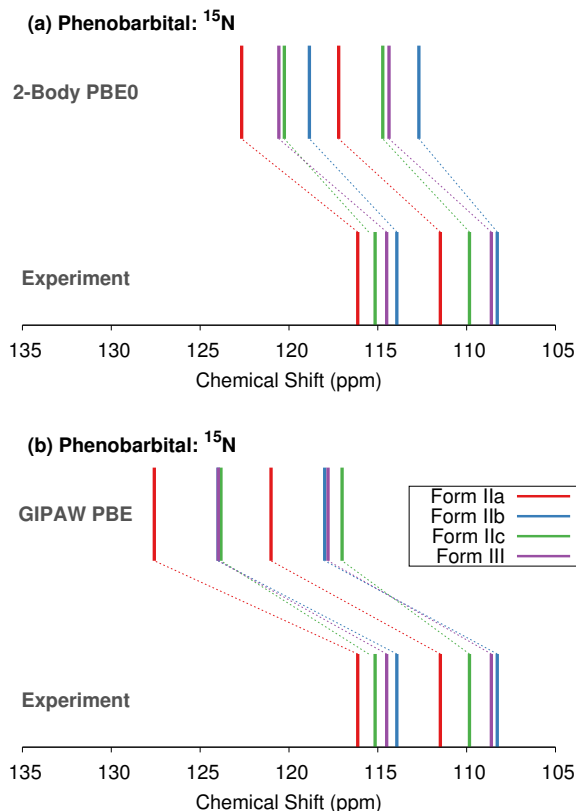 (a) Phenobarbital: ¹⁵N
2-Body PBE0
Experiment
135 130 125 120 115 110 105
Chemical Shift (ppm)
(b) Phenobarbital: ¹⁵N
GIPAW PBE
Form IIa
Form IIb
Form IIc
Form III
Experiment
135 130 125 120 115 110 105
Chemical Shift (ppm)